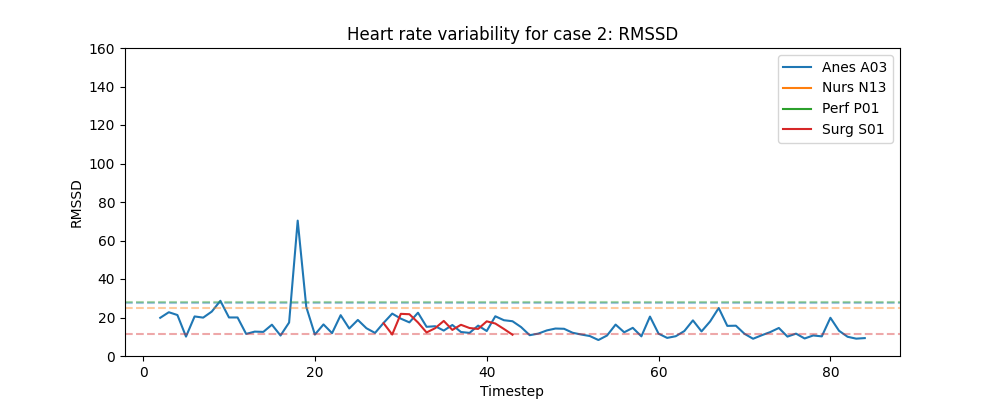 Heart rate variability for case 2: RMSSD
160
140
120
100
80
60
40
20
0
RMSSD
Anes A03
Nurs N13
Perf P01
Surg S01
0 20 40 60 80
Timestep